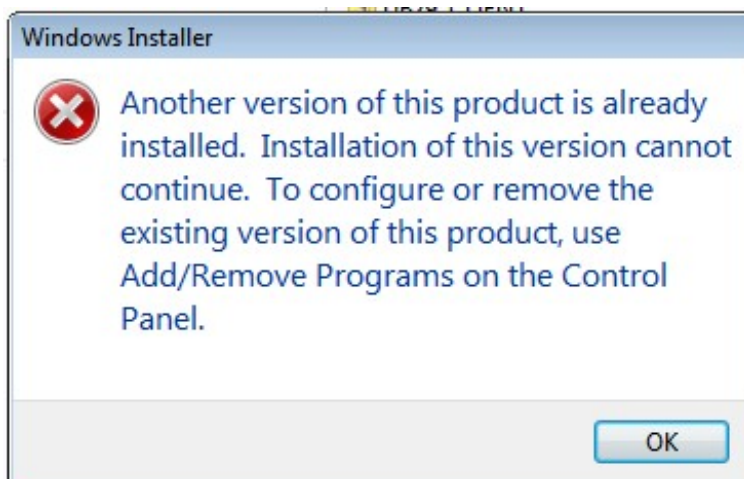 Windows Installer
Another version of this product is already
installed.  Installation of this version cannot
continue.  To configure or remove the
existing version of this product, use
Add/Remove Programs on the Control
Panel.
OK